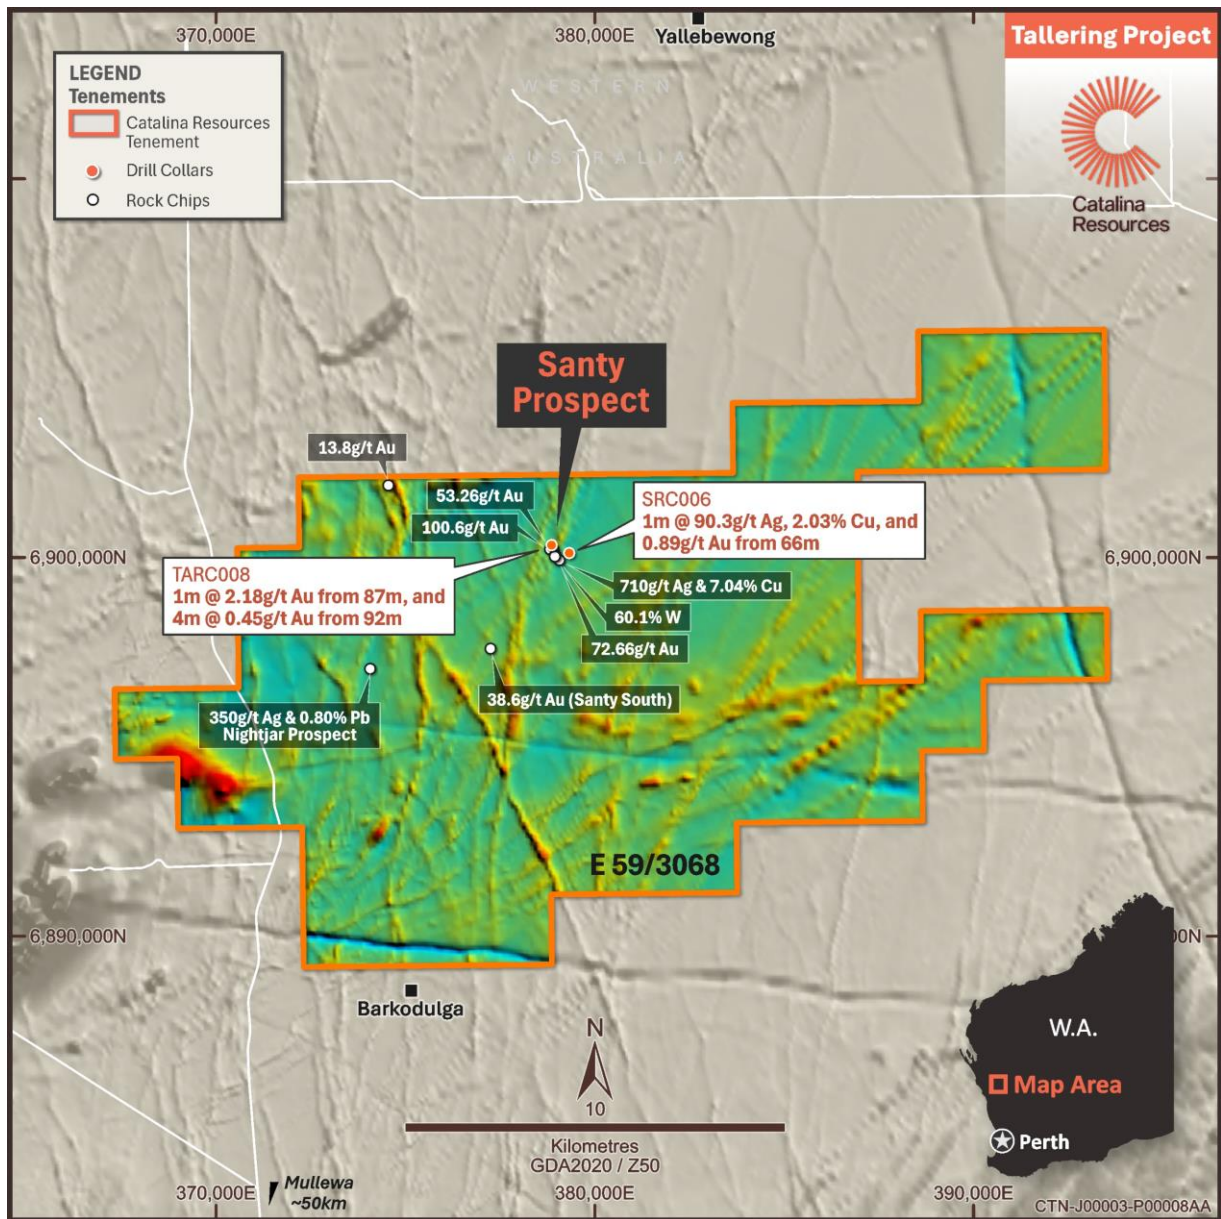 370,000E
380,000E
Yallebewong
Tallering Project
Catalina
Resources
LEGEND
Tenements
Catalina Resources
Tenement
Drill Collars
Rock Chips
WESTERN
AUSTRALIA
Santy
Prospect
13.8g/t Au
53.26g/t Au
100.6g/t Au
SRC006
1m @ 90.3g/t Ag, 2.03% Cu, and
0.89g/t Au from 66m
6,900,000N
6,900,000N
TARC008
1m @ 2.18g/t Au from 87m, and
4m @ 0.45g/t Au from 92m
710g/t Ag & 7.04% Cu
60.1% W
72.66g/t Au
38.6g/t Au (Santy South)
350g/t Ag & 0.80% Pb
Nightjar Prospect
E 59/3068
6,890,000N
00N
Barkodulga
N
10
Kilometres
GDA2020 / Z50
W.A.
Map Area
Perth
Mullewa
~50km
370,000E
380,000E
390,000E
CTN-J00003-P00008AA